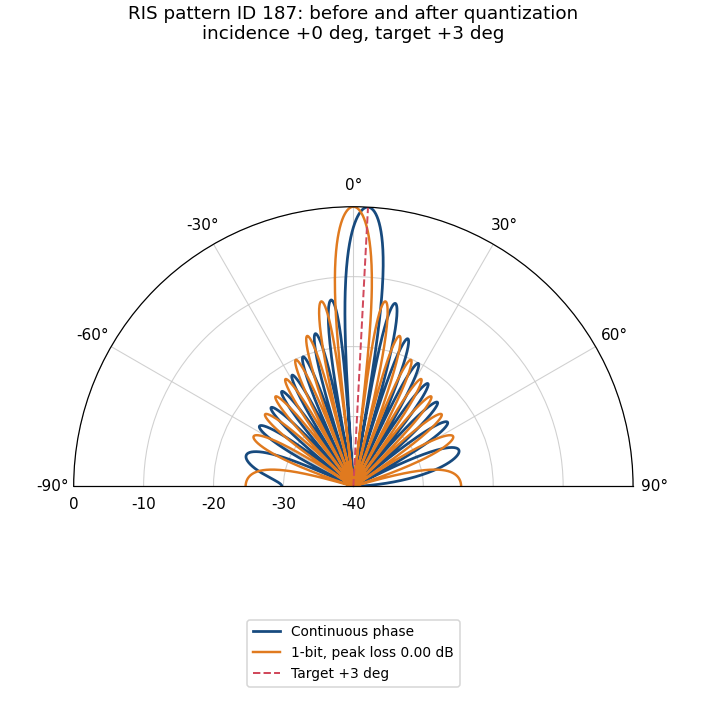 RIS pattern ID 187: before and after quantization
incidence +0 deg, target +3 deg
0°
-30°
30°
-60°
60°
-90°
90°
0
-10
-20
-30
-40
Continuous phase
1-bit, peak loss 0.00 dB
Target +3 deg